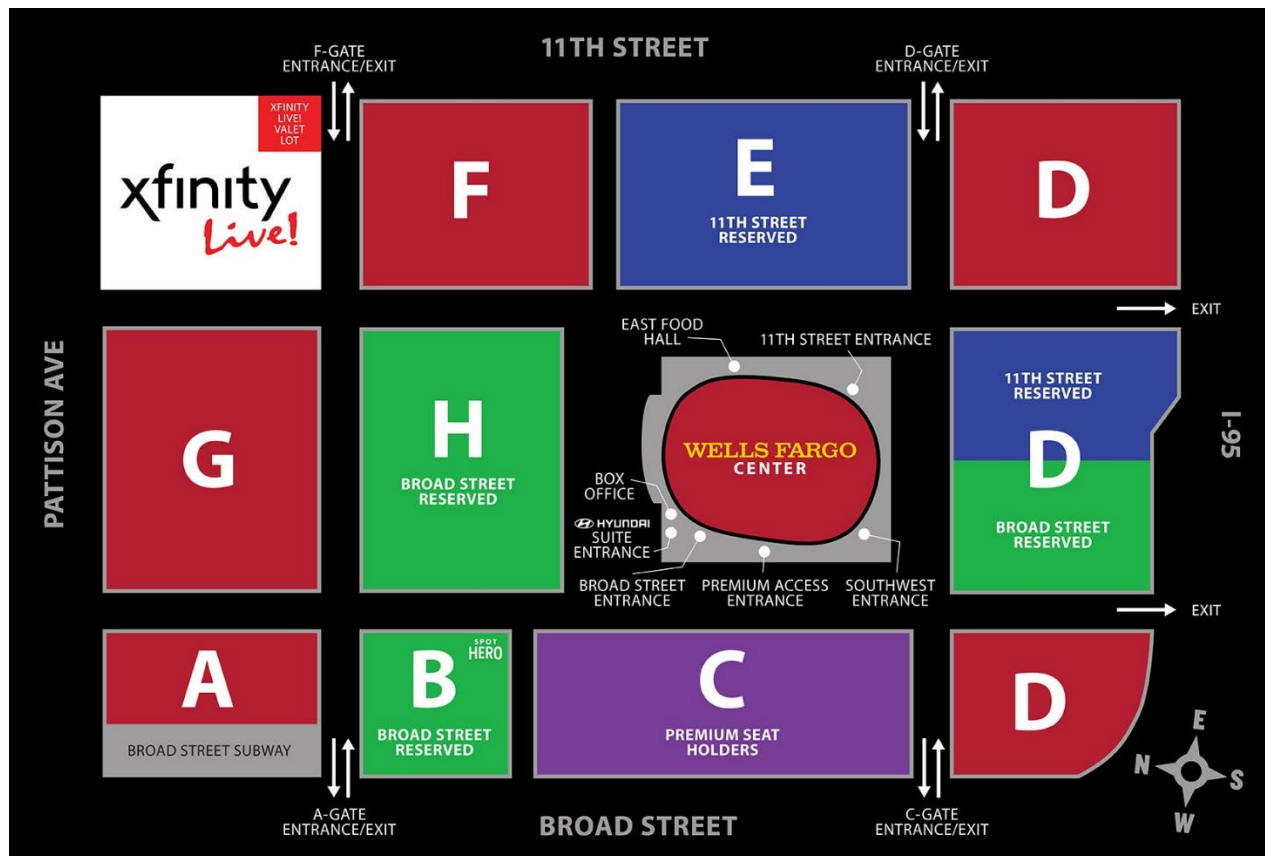 11TH STREET
F-GATE
ENTRANCE/EXIT
D-GATE
ENTRANCE/EXIT
XFINITY
LIVE!
VALET
LOT
xfinity
Live!
F
E
11TH STREET
RESERVED
D
EXIT
PATTISON AVE
G
H
BROAD STREET
RESERVED
EAST FOOD
HALL
11TH STREET ENTRANCE
WELLS FARGO
CENTER
BOX
OFFICE
HYUNDAI
SUITE
ENTRANCE
BROAD STREET
ENTRANCE
PREMIUM ACCESS
ENTRANCE
SOUTHWEST
ENTRANCE
11TH STREET
RESERVED
D
BROAD STREET
RESERVED
I-95
EXIT
A
BROAD STREET SUBWAY
SPOT
HERO
B
BROAD STREET
RESERVED
C
PREMIUM SEAT
HOLDERS
D
E
N
S
W
A-GATE
ENTRANCE/EXIT
BROAD STREET
C-GATE
ENTRANCE/EXIT